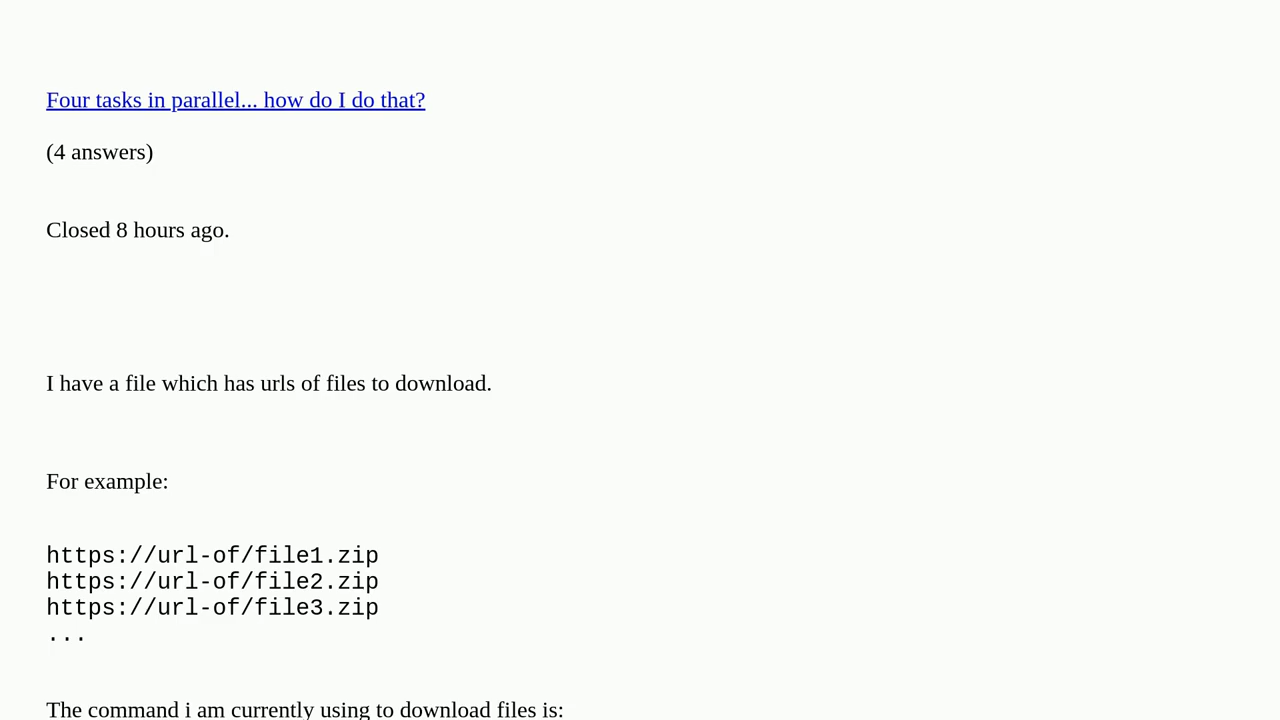 Four tasks in parallel... how do I do that?
(4 answers)
Closed 8 hours ago.
I have a file which has urls of files to download.
For example:
https://url-of/file1.zip
https://url-of/file2.zip
https://url-of/file3.zip
...
The command i am currently using to download files is: